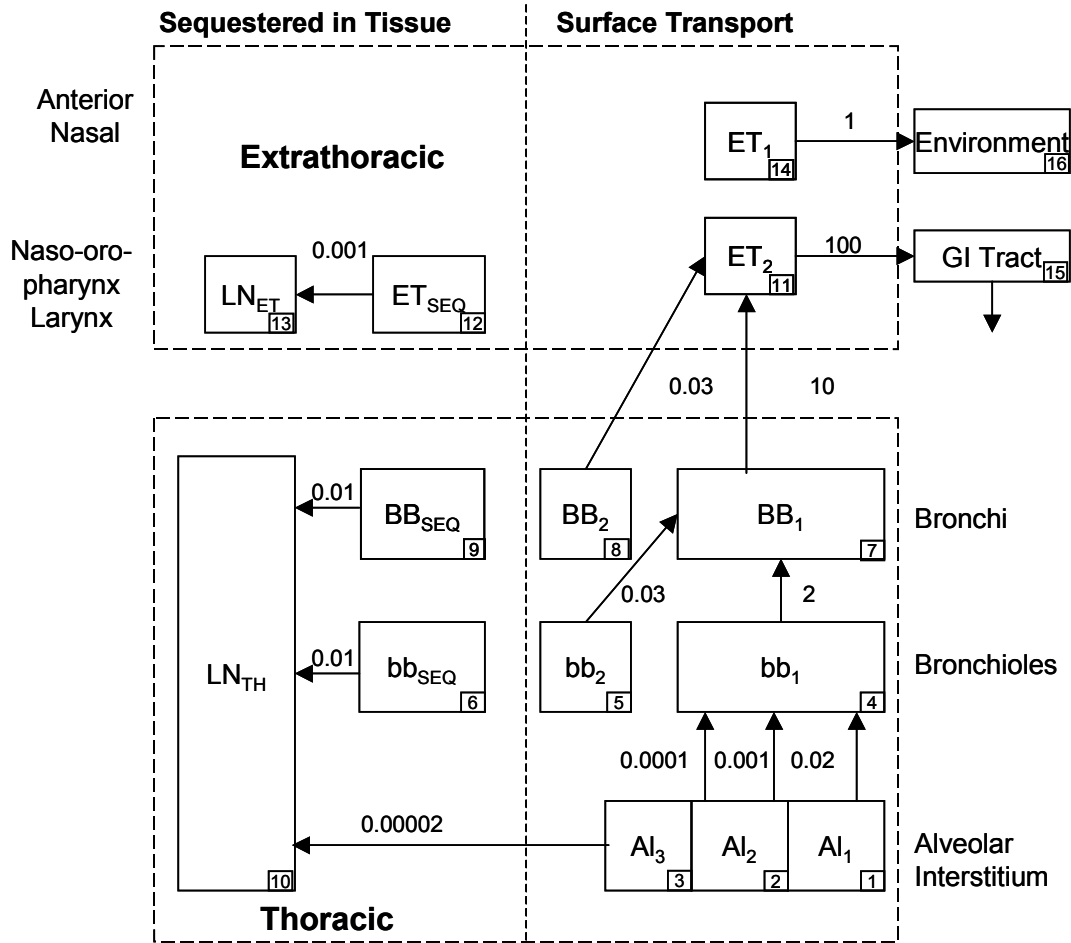 Sequestered in Tissue
Surface Transport
Anterior
Nasal
Extrathoracic
ET1
14
1
Environment
16
Naso-oro-
pharynx
Larynx
LNET
13
0.001
ETSEQ
12
ET2
11
100
GI Tract
15
0.03
10
LNTH
10
0.01
BBSEQ
9
BB2
8
BB1
7
Bronchi
0.03
2
0.01
bbSEQ
6
bb2
5
bb1
4
Bronchioles
0.0001
0.001
0.02
0.00002
AI3
3
AI2
2
AI1
1
Alveolar
Interstitium
Thoracic